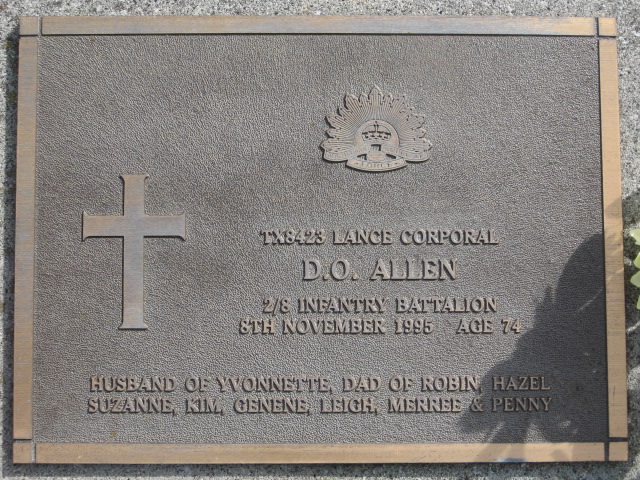 TX8423 LANCE CORPORAL
D.O. ALLEN
2/8 INFANTRY BATTALION
8TH NOVEMBER 1995 AGE 74
HUSBAND OF YVONNETTE, DAD OF ROBIN, HAZEL
SUZANNE, KIM, GENENE, LEIGH, MERREE & PENNY